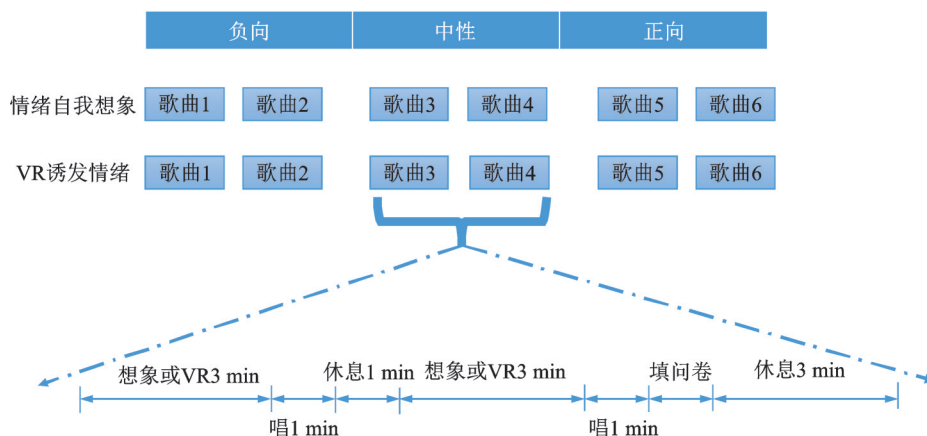 负向 中性 正向
情绪自我想象 歌曲1 歌曲2 歌曲3 歌曲4 歌曲5 歌曲6
VR诱发情绪 歌曲1 歌曲2 歌曲3 歌曲4 歌曲5 歌曲6
想象或VR3 min 休息1 min 想象或VR3 min 填问卷 休息3 min
唱1 min 唱1 min